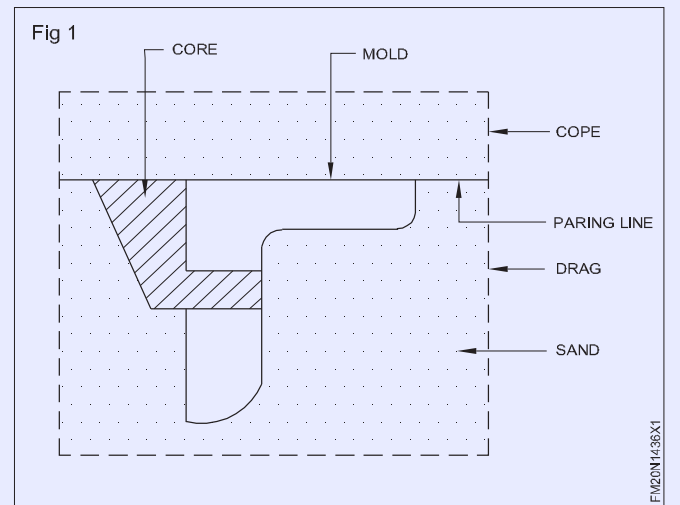 Fig 1
CORE
MOLD
COPE
PARING LINE
DRAG
SAND
FM20N1436X1